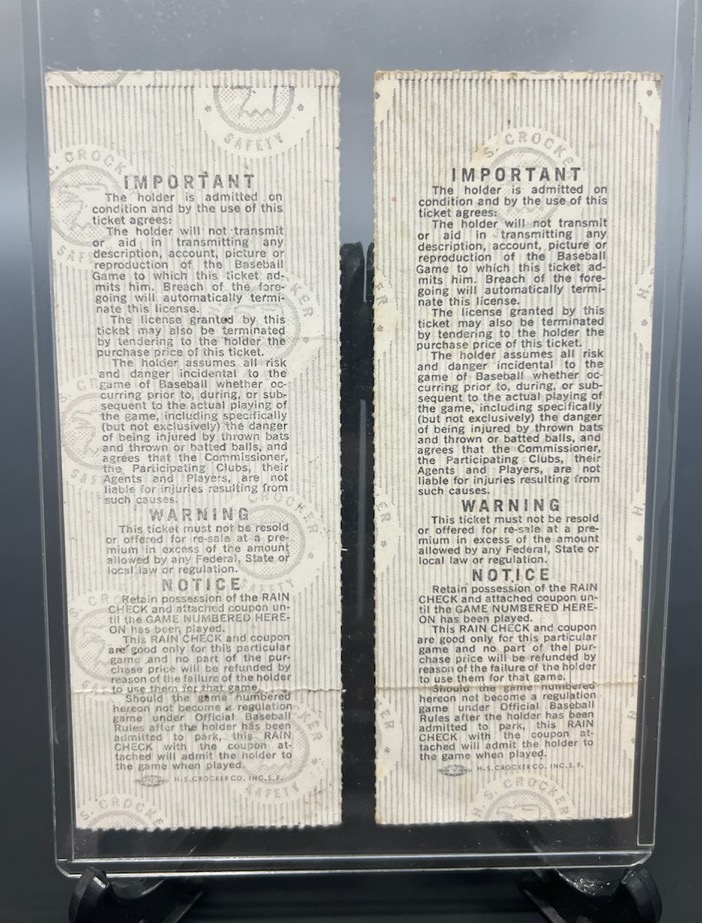 SAFETY
S. CROCK
SAF
KER
CR
CROCKER
SAFETY
IMPORTANT
The holder is admitted on
condition and by the use of this
ticket agrees:
The holder will not transmit
or aid in transmitting any
description, account, picture or
reproduction of the Baseball
Game to which this ticket ad-
mits him. Breach of the fore-
going will automatically termi-
nate this license.
The license granted by this
ticket may also be terminated
by tendering to the holder the
purchase price of this ticket.
The holder assumes all risk
and danger incidental to the
game of Baseball whether oc-
curring prior to, during, or sub-
sequent to the actual playing of
the game, including specifically
(but not exclusively) the danger
of being injured by thrown bats
and thrown or batted balls, and
agrees that the Commissioner,
the Participating Clubs, their
Agents and Players, are not
liable for injuries resulting from
such causes.
WARNING
This ticket must not be resold
or offered for re-sale at a pre-
mium in excess of the amount
allowed by any Federal, State or
local law or regulation.
NOTICE
Retain possession of the RAIN
CHECK and attached coupon un-
til the GAME NUMBERED HERE-
ON has been played.
This RAIN CHECK and coupon
are good only for this particular
game and no part of the pur-
chase price will be refunded by
reason of the failure of the holder
to use them for that game.
Should the game numbered
hereon not become a regulation
game under Official Baseball
Rules after the holder has been
admitted to park, this RAIN
CHECK with the coupon at-
tached will admit the holder to
the game when played.
H.S.CROCKER CO. INC.S.F.
CROCKE
S. CROCKE
IMPORTANT
The holder is admitted on
condition and by the use of this
ticket agrees:
The holder will not transmit
or aid in transmitting any
description, account, picture or
reproduction of the Baseball
Game to which this ticket ad-
mits him. Breach of the fore-
going will automatically termi-
nate this license.
The license granted by this
ticket may also be terminated
by tendering to the holder the
purchase price of this ticket.
The holder assumes all risk
and danger incidental to the
game of Baseball whether oc-
curring prior to, during, or sub-
sequent to the actual playing of
the game, including specifically
(but not exclusively) the danger
of being injured by thrown bats
and thrown or batted balls, and
agrees that the Commissioner,
the Participating Clubs, their
Agents and Players, are not
liable for injuries resulting from
such causes.
WARNING
This ticket must not be resold
or offered for re-sale at a pre-
mium in excess of the amount
allowed by any Federal, State or
local law or regulation.
NOTICE
Retain possession of the RAIN
CHECK and attached coupon un-
til the GAME NUMBERED HERE-
ON has been played.
This RAIN CHECK and coupon
are good only for this particular
game and no part of the pur-
chase price will be refunded by
reason of the failure of the holder
to use them for that game.
Should the game numbered
hereon not become a regulation
game under Official Baseball
Rules after the holder has been
admitted to park, this RAIN
CHECK with the coupon at-
tached will admit the holder to
the game when played.
H.S.CROCKER CO. INC.S.F.
H.S. CROCKER